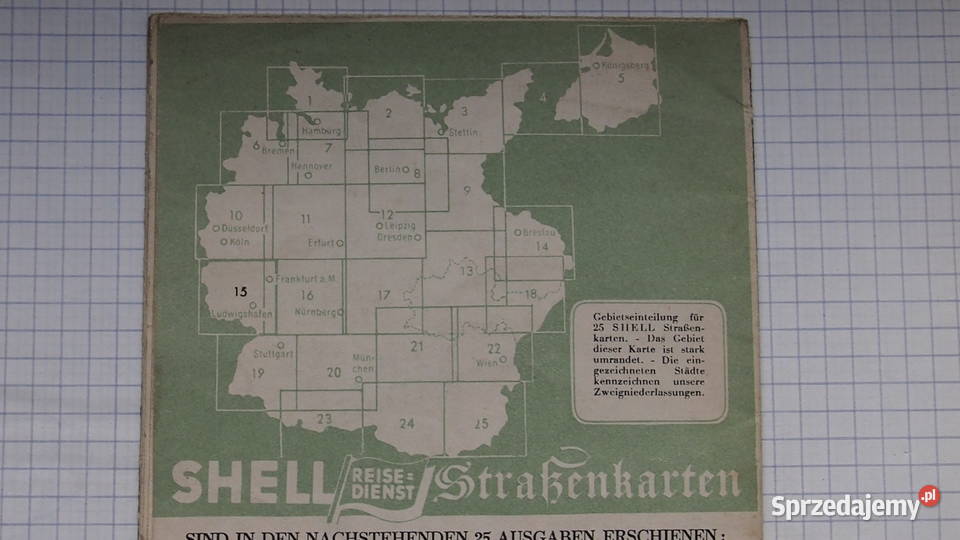 Königsberg
5
1
2
3
4
Hamburg
Stettin
6
Bremen
7
Hennover
Berlin
8
9
10
11
12
Düsseldorf
Leipzig
Breslau
Köln
Erfurt
Dresden
14
13
Frankfurt a.M.
15
16
17
18
Ludwigshafen
Nürnberg
Stuttgart
21
22
Mün-
chen
Wien
19
20
23
24
25
Gebietseinteilung für
25 SHELL Straßen-
karten. - Das Gebiet
dieser Karte ist stark
umrandet. - Die ein-
gezeichneten Städte
kennzeichnen unsere
Zweigniederlassungen.
SHELL REISE= DIENST Straßenkarten
Sprzedajemy.pl
SIND IN DEN NACHSTEHENDEN 25 AUSGABEN ERSCHIENEN: